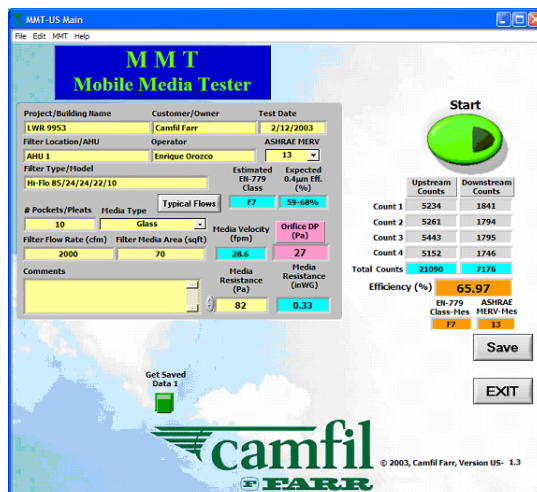 MMT-US Main
File Edit MMT Help
M M T
Mobile Media Tester
Project/Building Name Customer/Owner Test Date
LWR 9953 Camfil Farr 2/12/2003
Filter Location/AHU Operator ASHRAE MERV
AHU 1 Enrique Orozco 13
Filter Type/Model Estimated EN-779 Class Expected 0.4µm Eff. (%)
Hi-Flo 85/24/24/22/10 F7 59-68%
Typical Flows
# Pockets/Pleats Media Type
10 Glass
Media Velocity (fpm) Orifice DP (Pa)
Filter Flow Rate (cfm) Filter Media Area (sqft)
2000 70 28.6 27
Comments Media Resistance (Pa) Media Resistance (inWG)
82 0.33
Get Saved Data 1
Start
Upstream Counts Downstream Counts
Count 1 5234 1841
Count 2 5261 1794
Count 3 5443 1795
Count 4 5152 1746
Total Counts 21090 7176
Efficiency (%) 65.97
EN-779 Class-Mes ASHRAE MERV-Mes
F7 13
Save
EXIT
camfil
FARR
© 2003, Camfil Farr, Version US- 1.3